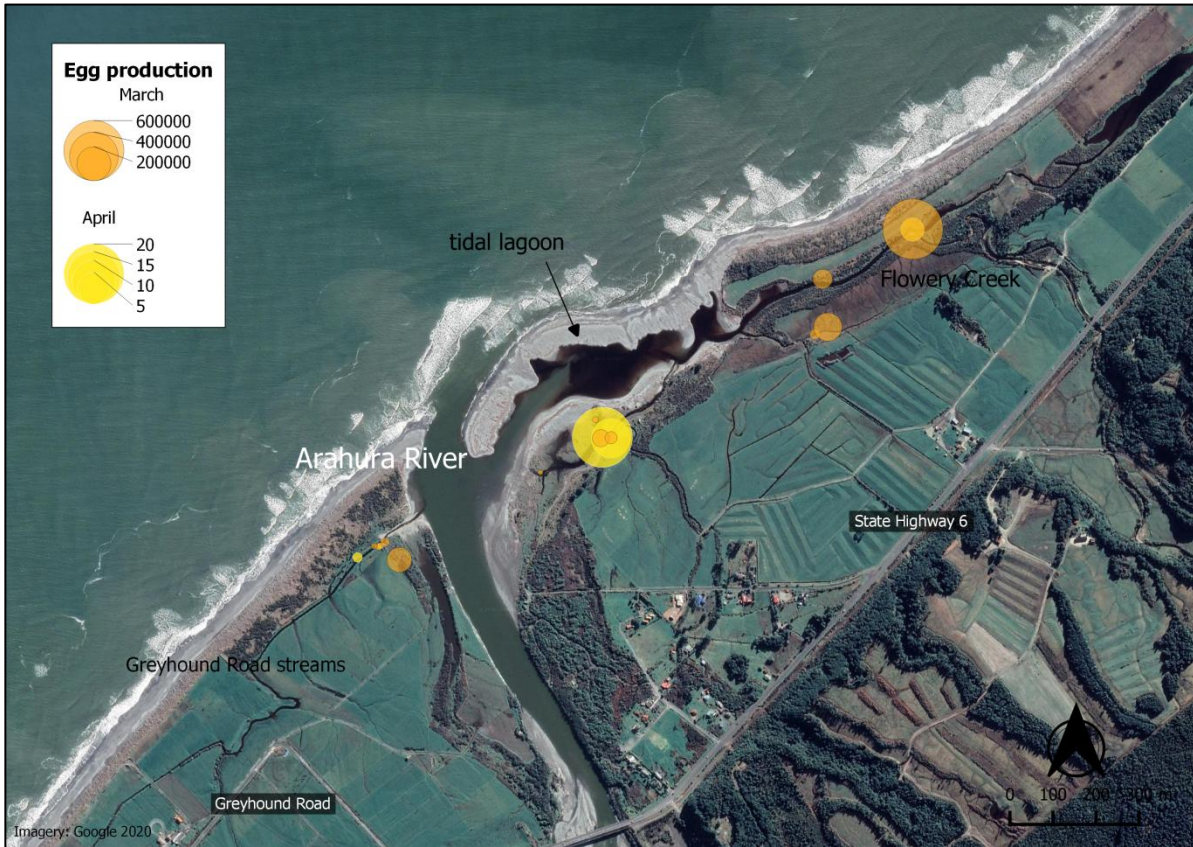 Egg production
March
600000
400000
200000
April
20
15
10
5
tidal lagoon
Flowery Creek
Arahura River
State Highway 6
Greyhound Road streams
Greyhound Road
0 100 200 300 m
Imagery: Google 2020